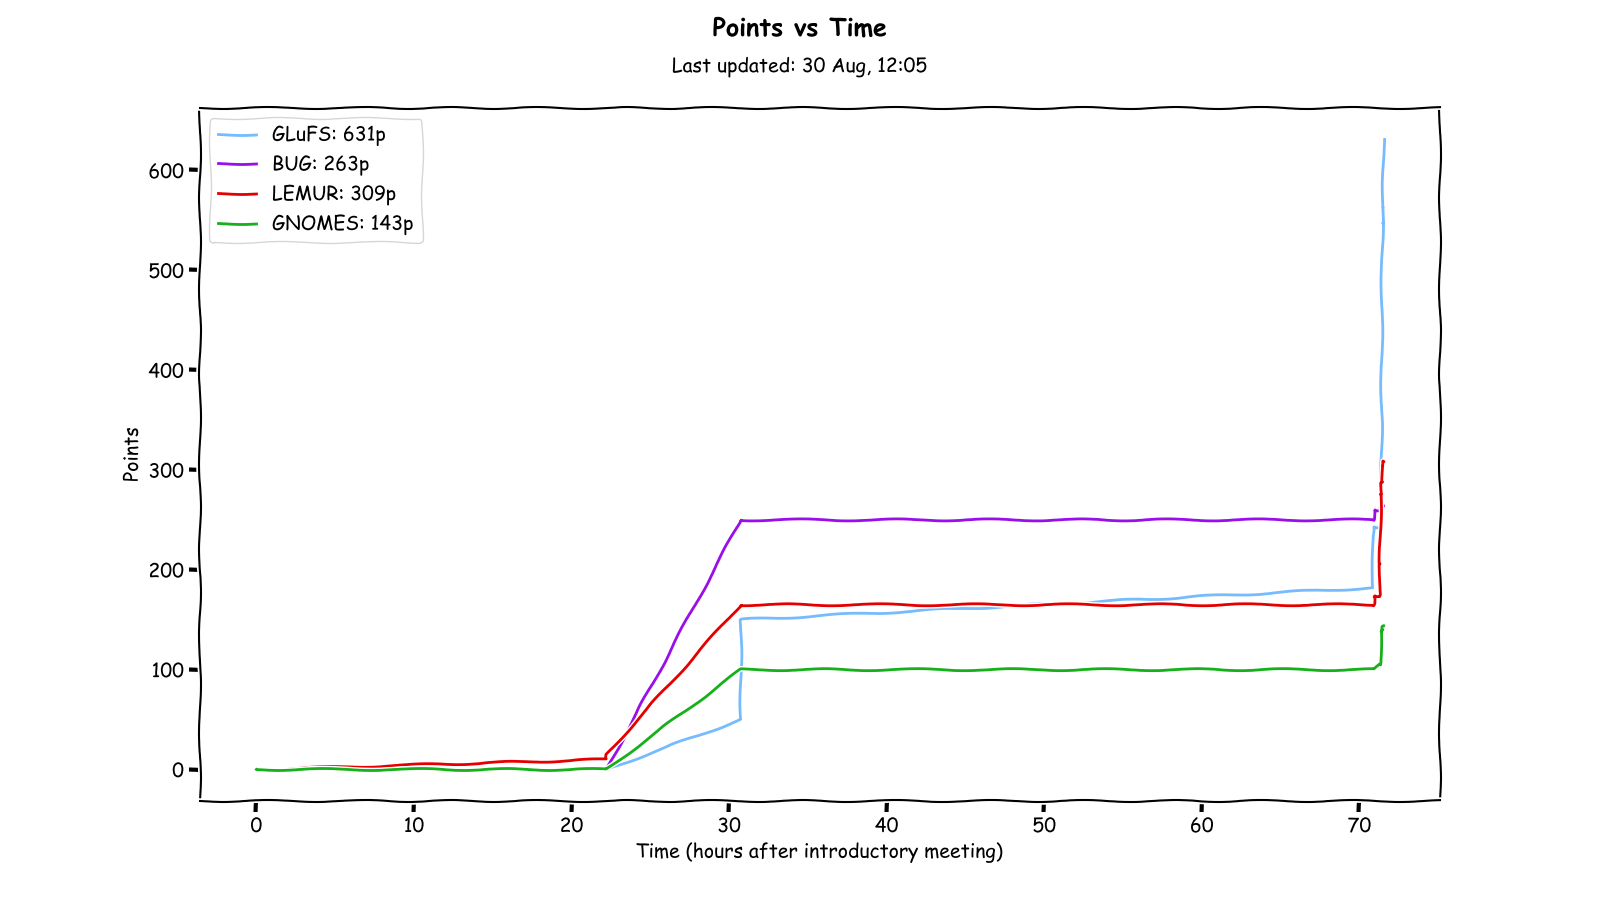 Points vs Time
Last updated: 30 Aug, 12:05
GLuFS: 631p
BUG: 263p
LEMUR: 309p
GNOMES: 143p
600
500
400
300
200
100
0
Points
0 10 20 30 40 50 60 70
Time (hours after introductory meeting)